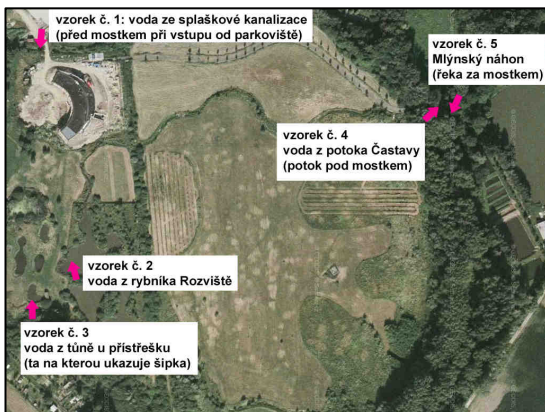 vzorek č. 1: voda ze splaškové kanalizace
(před mostkem při vstupu od parkoviště)
vzorek č. 5
Mlýnský náhon
(řeka za mostkem)
vzorek č. 4
voda z potoka Častavy
(potok pod mostkem)
vzorek č. 2
voda z rybníka Rozviště
vzorek č. 3
voda z tůně u přístřešku
(ta na kterou ukazuje šipka)